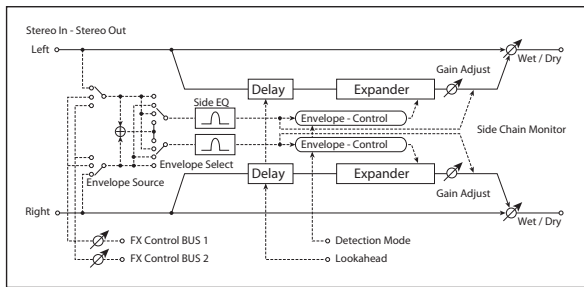 Stereo In - Stereo Out
Left
Wet / Dry
Gain Adjust
Delay
Expander
Side EQ
Envelope - Control
Side Chain Monitor
Envelope - Control
Envelope Select
Envelope Source
Delay
Expander
Gain Adjust
Right
Wet / Dry
FX Control BUS 1
Detection Mode
FX Control BUS 2
Lookahead